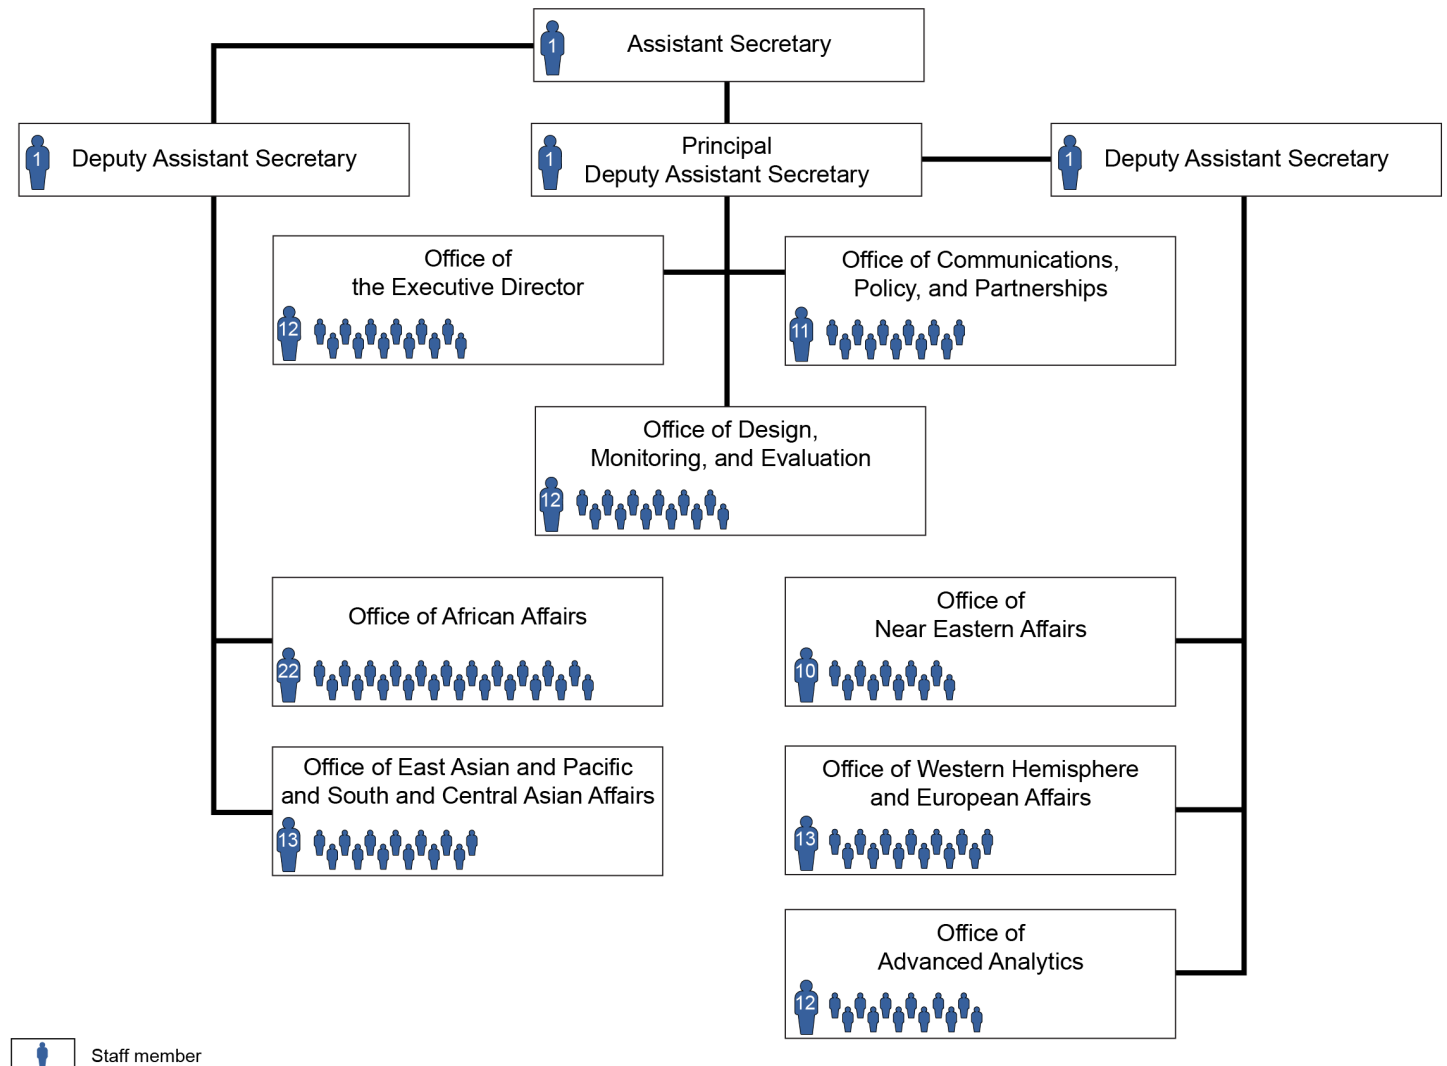 1
Assistant Secretary
1
Deputy Assistant Secretary
1
Principal
Deputy Assistant Secretary
1
Deputy Assistant Secretary
Office of
the Executive Director
12
Office of Communications,
Policy, and Partnerships
11
Office of Design,
Monitoring, and Evaluation
12
Office of African Affairs
22
Office of
Near Eastern Affairs
10
Office of East Asian and Pacific
and South and Central Asian Affairs
13
Office of Western Hemisphere
and European Affairs
13
Office of
Advanced Analytics
12
Staff member